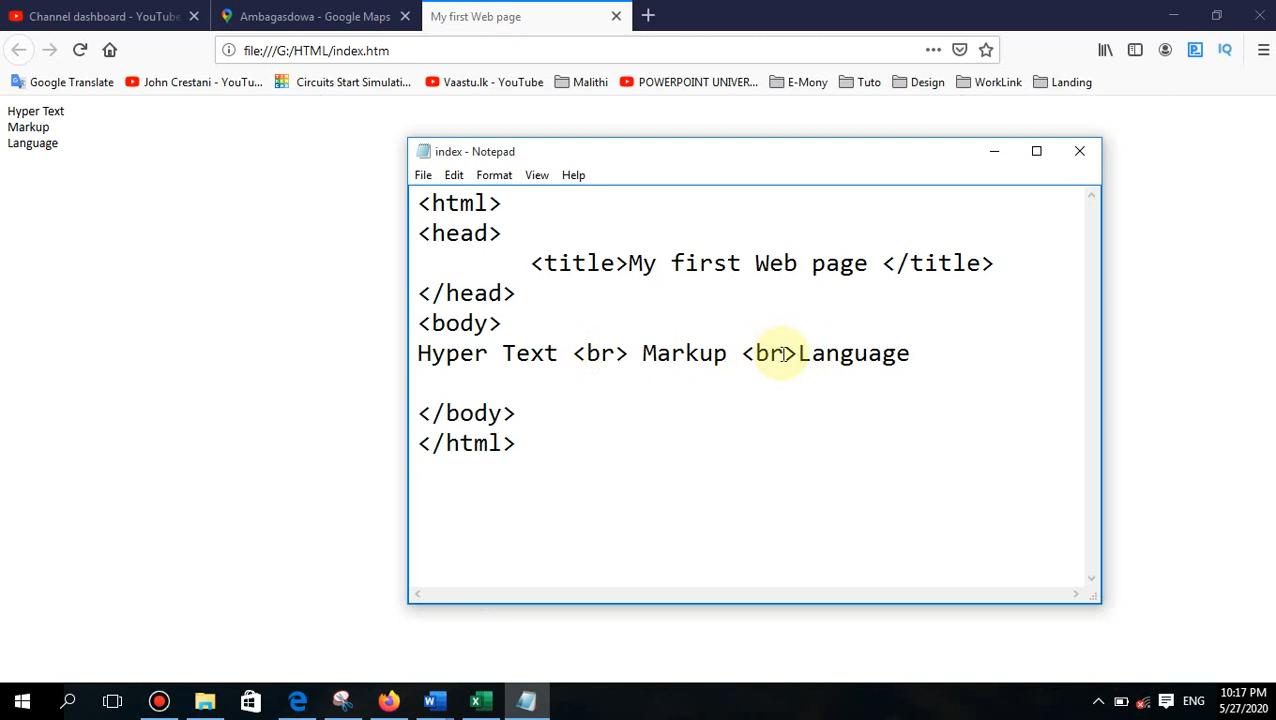 Channel dashboard - YouTube
Ambagasdowa - Google Maps
My first Web page
file:///G:/HTML/index.htm
Google Translate
John Crestani - YouTu...
Circuits Start Simulati...
Vaastu.lk - YouTube
Malithi
POWERPOINT UNIVER...
E-Mony
Tuto
Design
WorkLink
Landing
Hyper Text
Markup
Language
index - Notepad
File Edit Format View Help
<html>
<head>
<title>My first Web page </title>
</head>
<body>
Hyper Text <br> Markup <br>Language
</body>
</html>
ENG
10:17 PM
5/27/2020